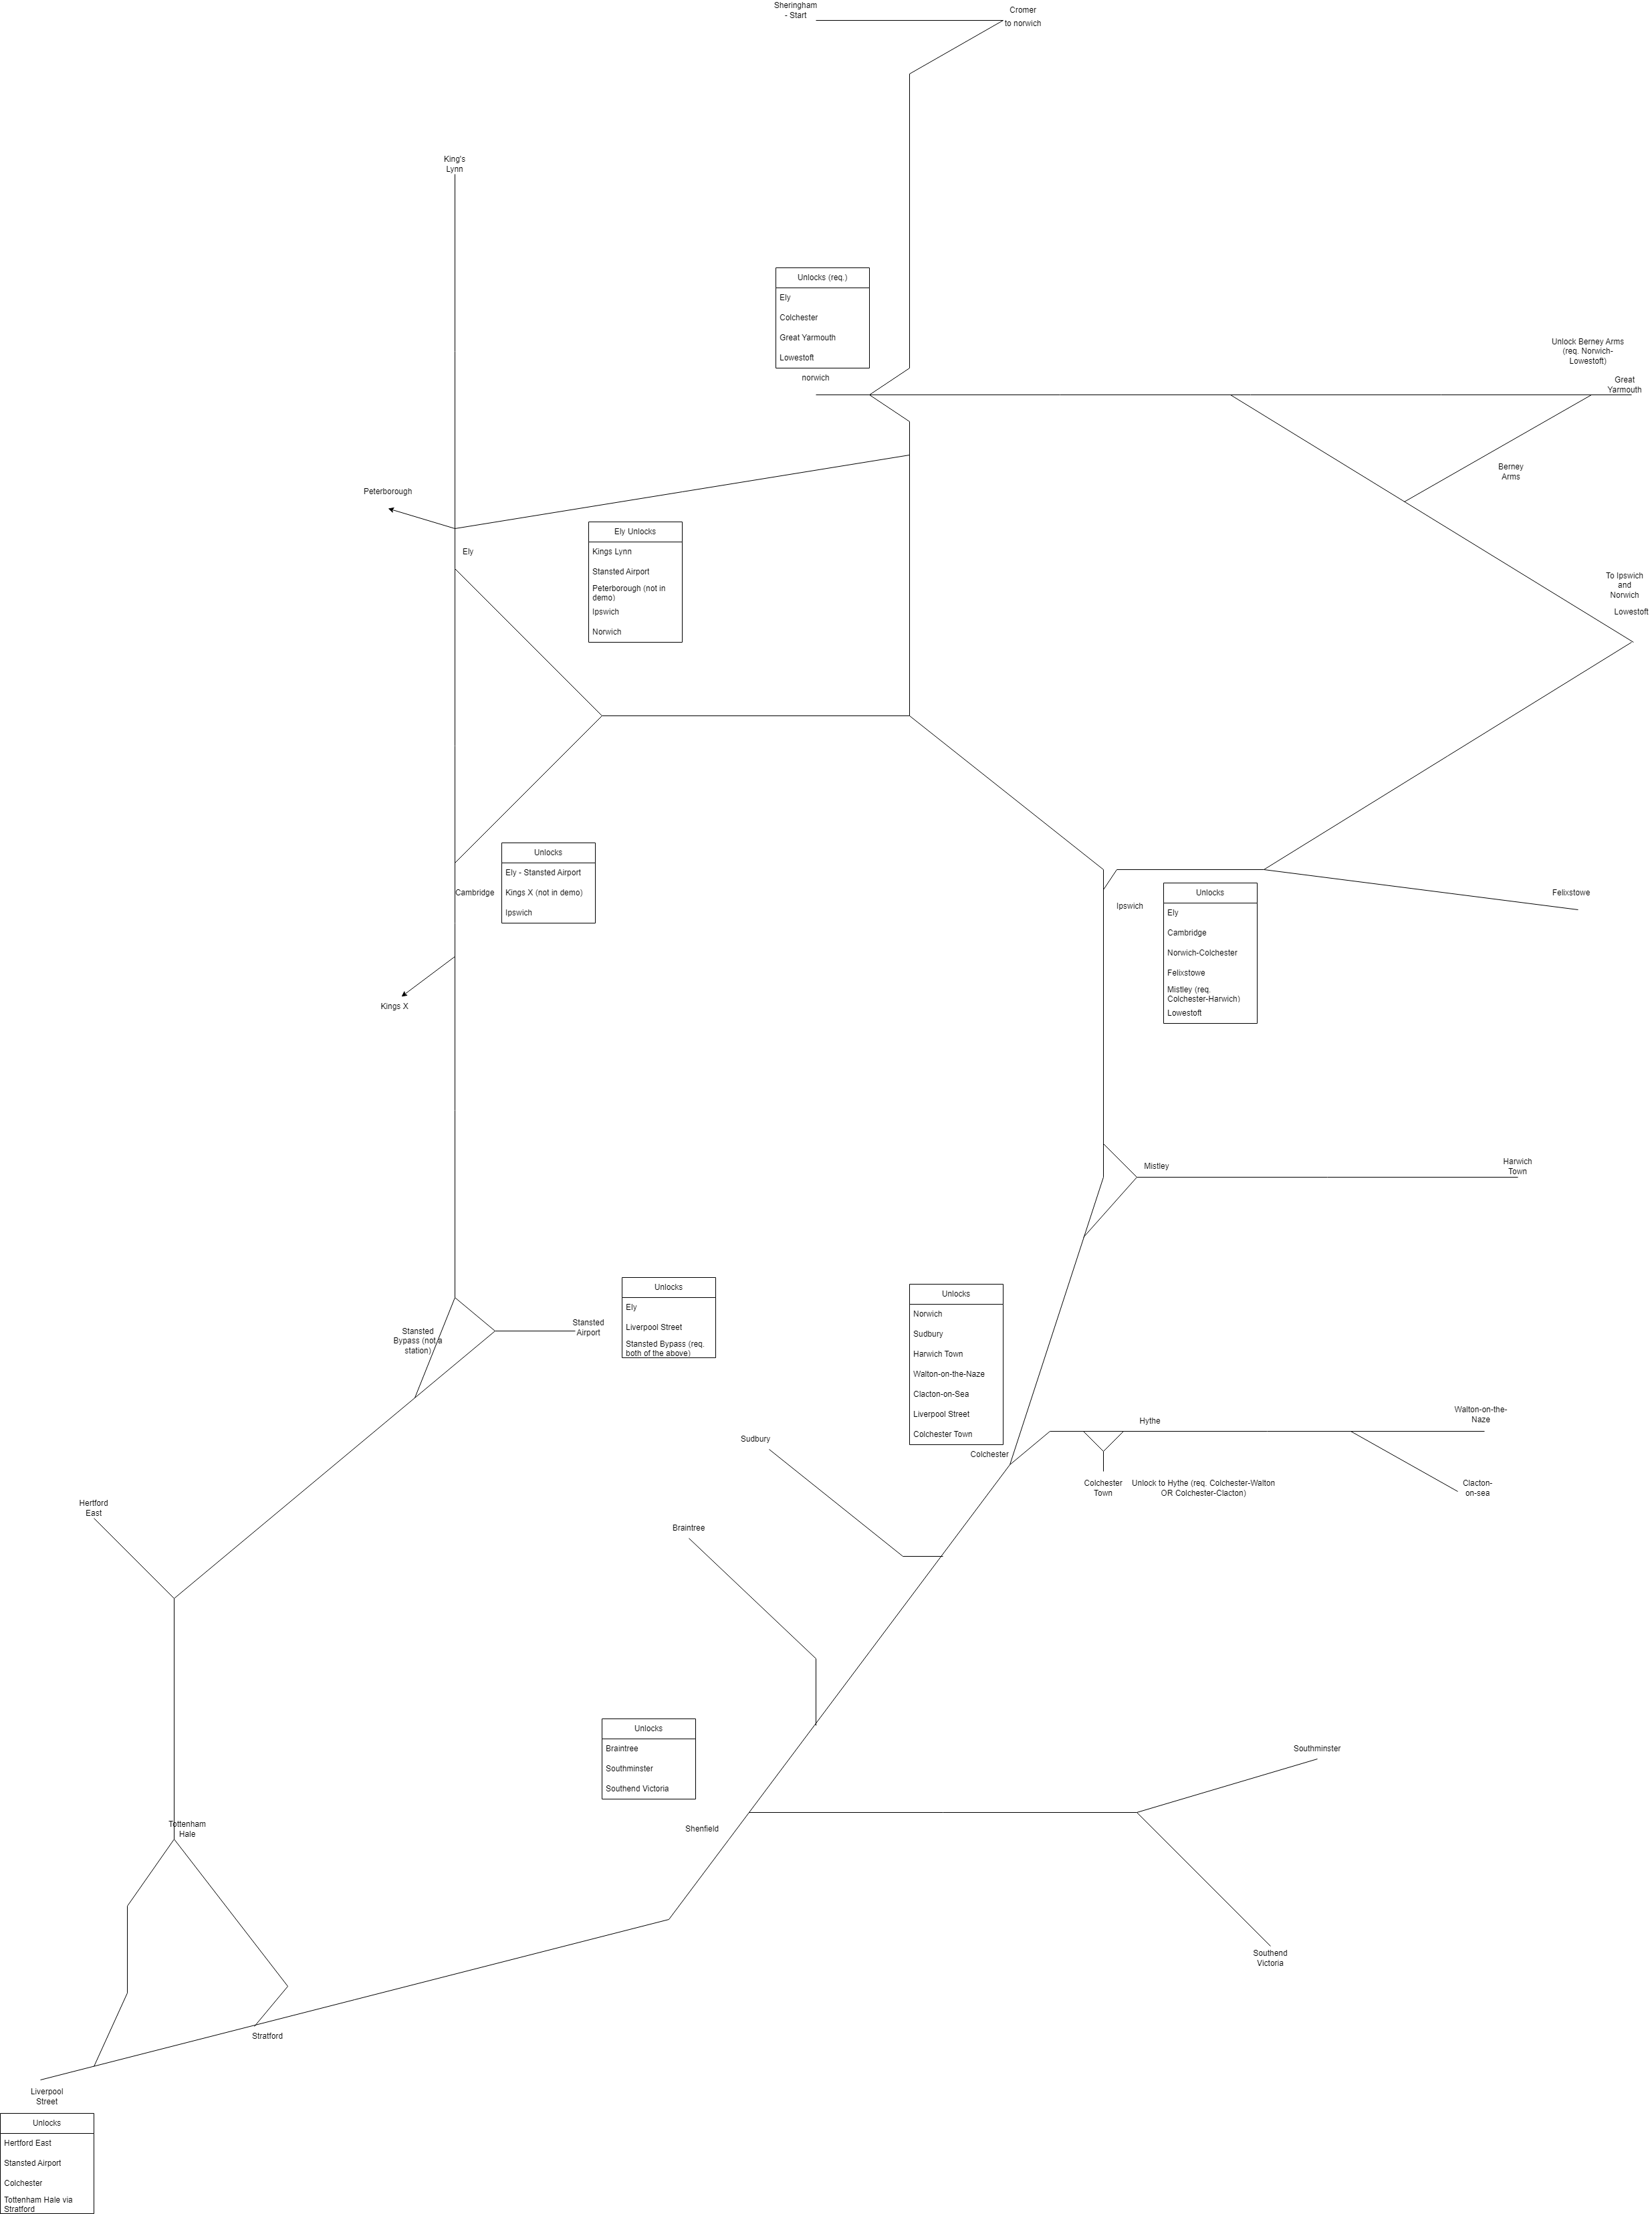 Sheringham
- Start
Cromer
to norwich
King's
Lynn
Unlocks (req.)
Ely
Colchester
Great Yarmouth
Lowestoft
norwich
Unlock Berney Arms
(req. Norwich-
Lowestoft)
Great
Yarmouth
Berney
Arms
Peterborough
Ely
Ely Unlocks
Kings Lynn
Stansted Airport
Peterborough (not in
demo)
Ipswich
Norwich
To Ipswich
and
Norwich
Lowestoft
Cambridge
Unlocks
Ely - Stansted Airport
Kings X (not in demo)
Ipswich
Kings X
Ipswich
Unlocks
Ely
Cambridge
Norwich-Colchester
Felixstowe
Mistley (req.
Colchester-Harwich)
Lowestoft
Felixstowe
Mistley
Harwich
Town
Stansted
Bypass (not a
station)
Stansted
Airport
Unlocks
Ely
Liverpool Street
Stansted Bypass (req.
both of the above)
Unlocks
Norwich
Sudbury
Harwich Town
Walton-on-the-Naze
Clacton-on-Sea
Liverpool Street
Colchester Town
Colchester
Hythe
Walton-on-the-
Naze
Colchester
Town
Unlock to Hythe (req. Colchester-Walton
OR Colchester-Clacton)
Clacton-
on-sea
Sudbury
Hertford
East
Braintree
Unlocks
Braintree
Southminster
Southend Victoria
Southminster
Shenfield
Tottenham
Hale
Southend
Victoria
Stratford
Liverpool
Street
Unlocks
Hertford East
Stansted Airport
Colchester
Tottenham Hale via
Stratford